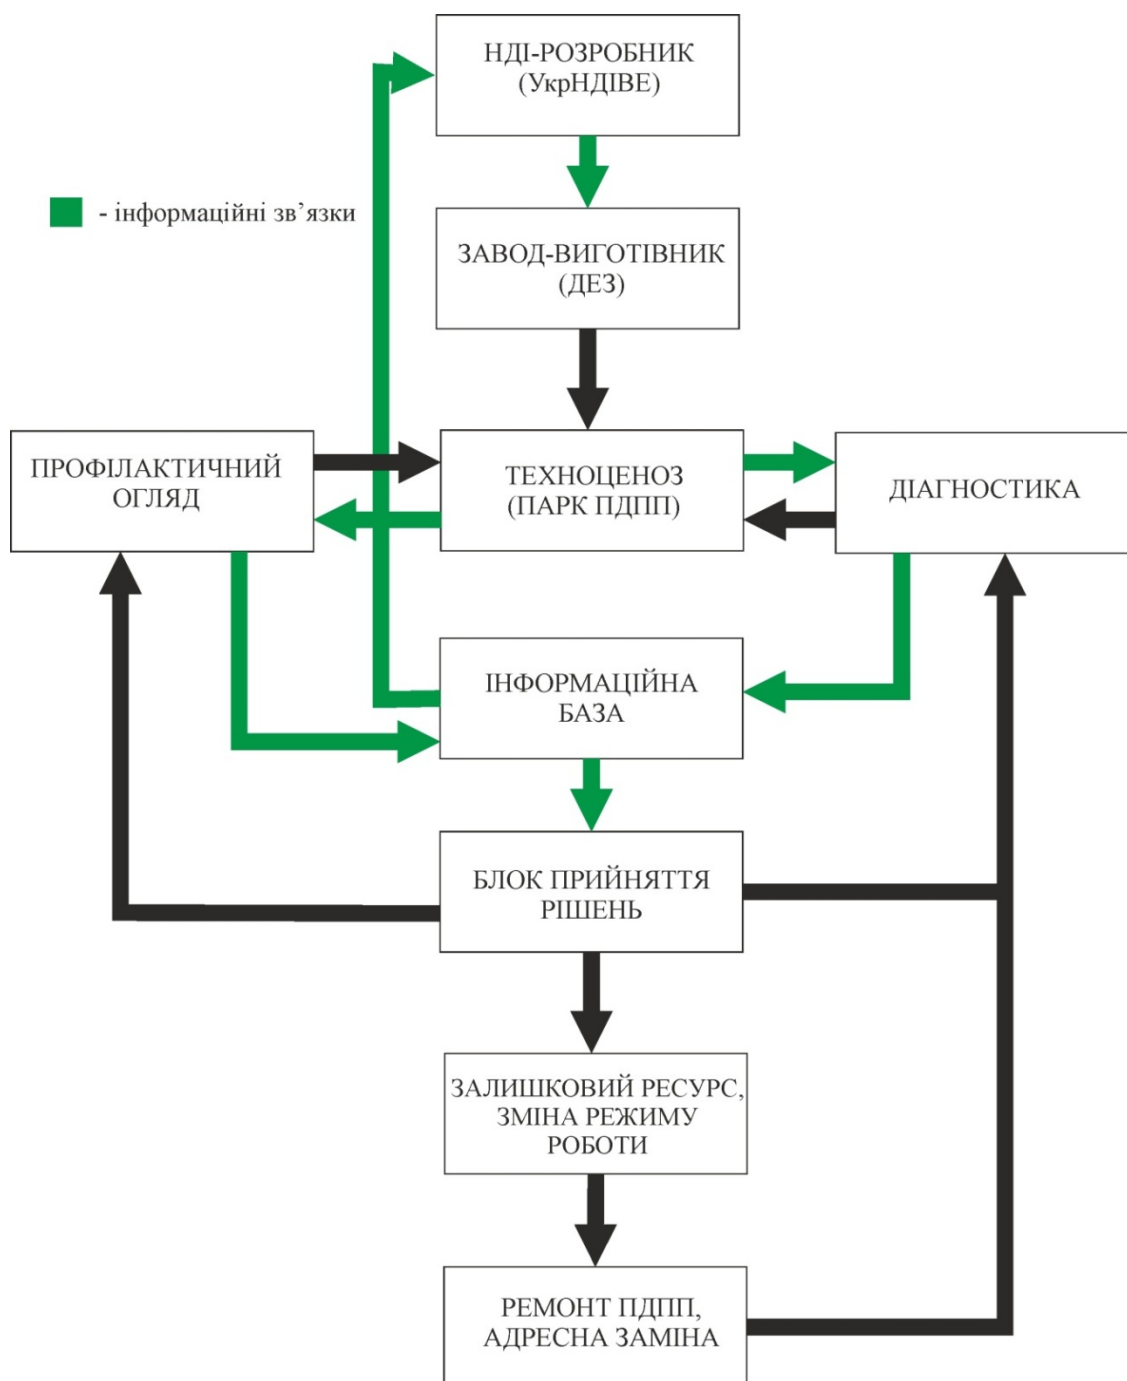 НДІ-РОЗРОБНИК
(УкрНДІВЕ)
- інформаційні зв’язки
ЗАВОД-ВИГОТІВНИК
(ДЕЗ)
ПРОФІЛАКТИЧНИЙ
ОГЛЯД
ТЕХНОЦЕНОЗ
(ПАРК ПДПП)
ДІАГНОСТИКА
ІНФОРМАЦІЙНА
БАЗА
БЛОК ПРИЙНЯТТЯ
РІШЕНЬ
ЗАЛИШКОВИЙ РЕСУРС,
ЗМІНА РЕЖИМУ
РОБОТИ
РЕМОНТ ПДПП,
АДРЕСНА ЗАМІНА